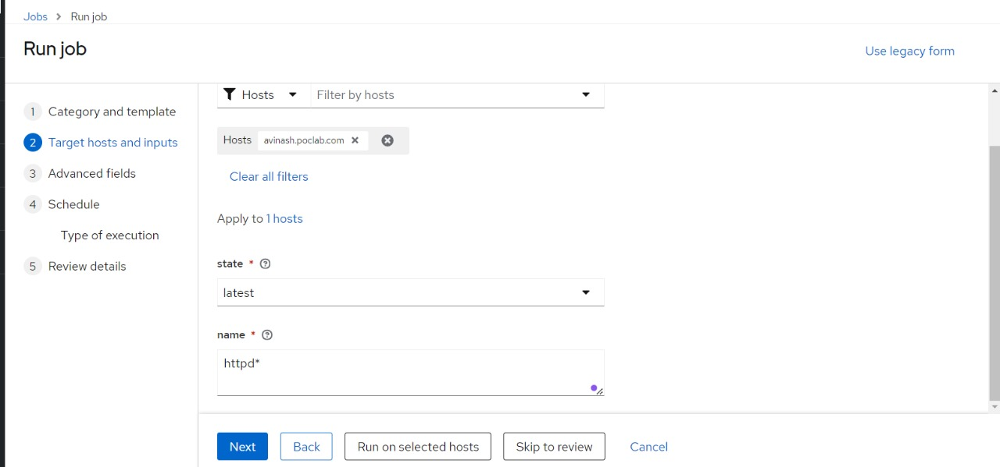 Jobs > Run job
Run job
Use legacy form
1 Category and template
2 Target hosts and inputs
3 Advanced fields
4 Schedule
Type of execution
5 Review details
Hosts Filter by hosts
Hosts avinash.poclab.com
Clear all filters
Apply to 1 hosts
state *
latest
name *
httpd*
Next Back Run on selected hosts Skip to review Cancel